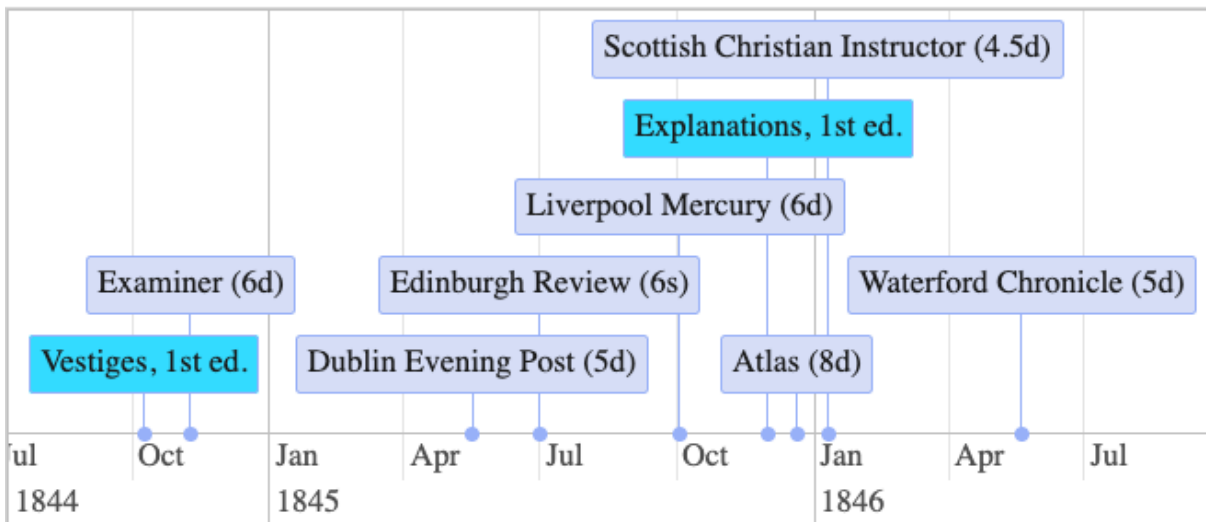 Scottish Christian Instructor (4.5d)
Explanations, 1st ed.
Liverpool Mercury (6d)
Examiner (6d)
Edinburgh Review (6s)
Waterford Chronicle (5d)
Vestiges, 1st ed.
Dublin Evening Post (5d)
Atlas (8d)
Jul Oct Jan Apr Jul Oct Jan Apr Jul
1844 1845 1846